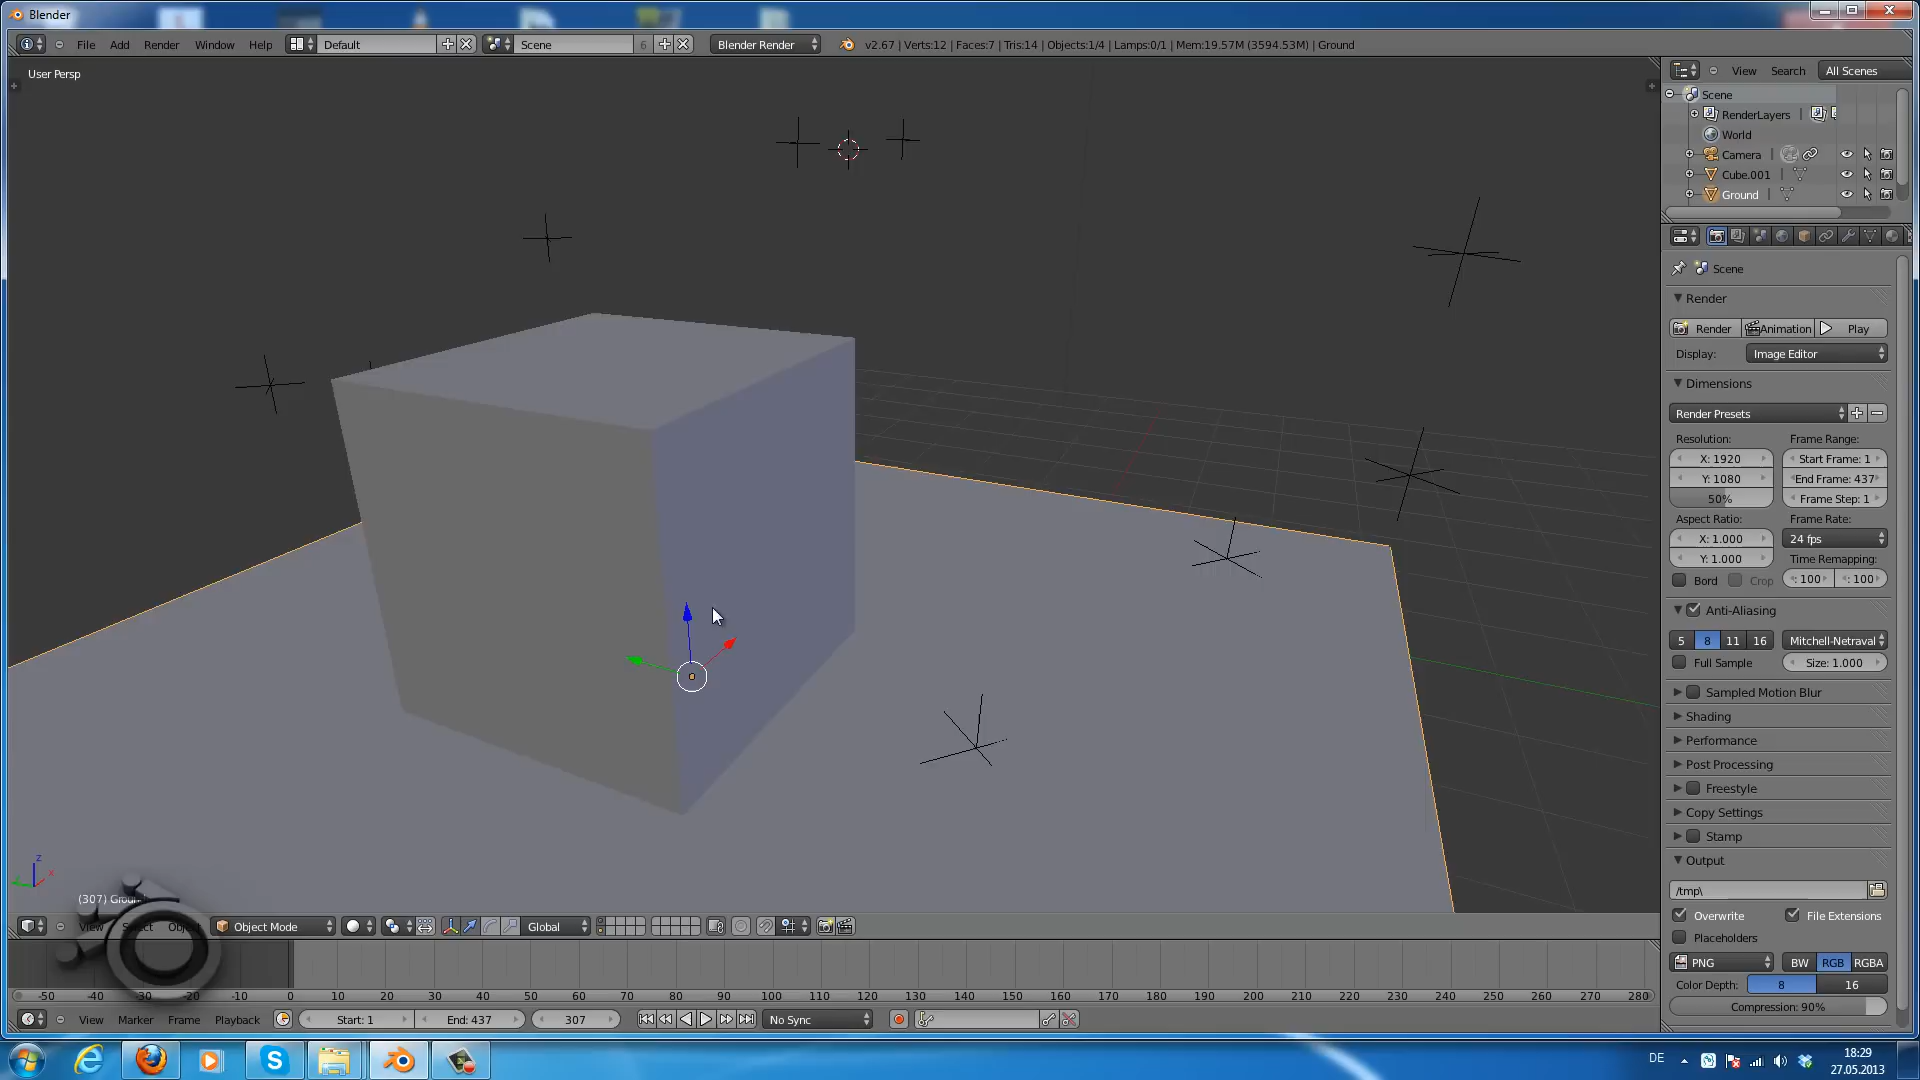 Blender
File Add Render Window Help Default Scene 6 Blender Render v2.67 | Verts:12 | Faces:7 | Tris:14 | Objects:1/4 | Lamps:0/1 | Mem:19.57M (3594.53M) | Ground
User Persp
View Search All Scenes
Scene
RenderLayers
World
Camera
Cube.001
Ground
Scene
Render
Render Animation Play
Display: Image Editor
Dimensions
Render Presets
Resolution: Frame Range:
X: 1920 Start Frame: 1
Y: 1080 End Frame: 437
50% Frame Step: 1
Aspect Ratio: Frame Rate:
X: 1.000 24 fps
Y: 1.000 Time Remapping:
Bord Crop : 100 : 100
Anti-Aliasing
5 8 11 16 Mitchell-Netraval
Full Sample Size: 1.000
Sampled Motion Blur
Shading
Performance
Post Processing
Freestyle
Copy Settings
Stamp
Output
/tmp\
Overwrite File Extensions
Placeholders
PNG BW RGB RGBA
Color Depth: 8 16
Compression: 90%
z
x
(307) Ground
View Select Object Object Mode Global
-50 -40 -30 -20 -10 0 10 20 30 40 50 60 70 80 90 100 110 120 130 140 150 160 170 180 190 200 210 220 230 240 250 260 270 280
View Marker Frame Playback Start: 1 End: 437 307 No Sync
DE 18:29
27.05.2013